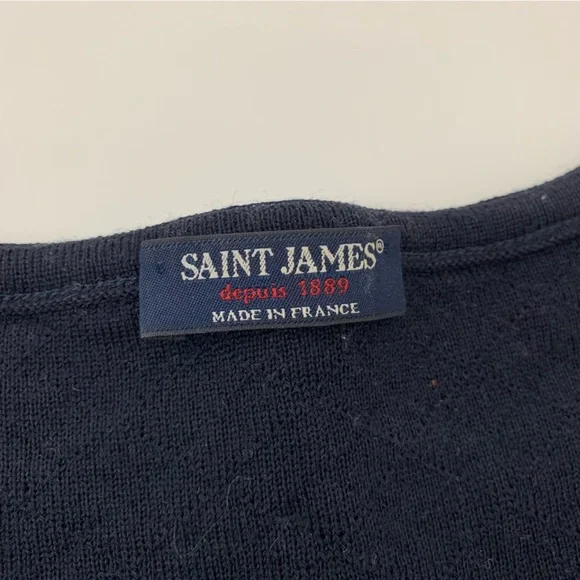 SAINT JAMES®
depuis 1889
MADE IN FRANCE